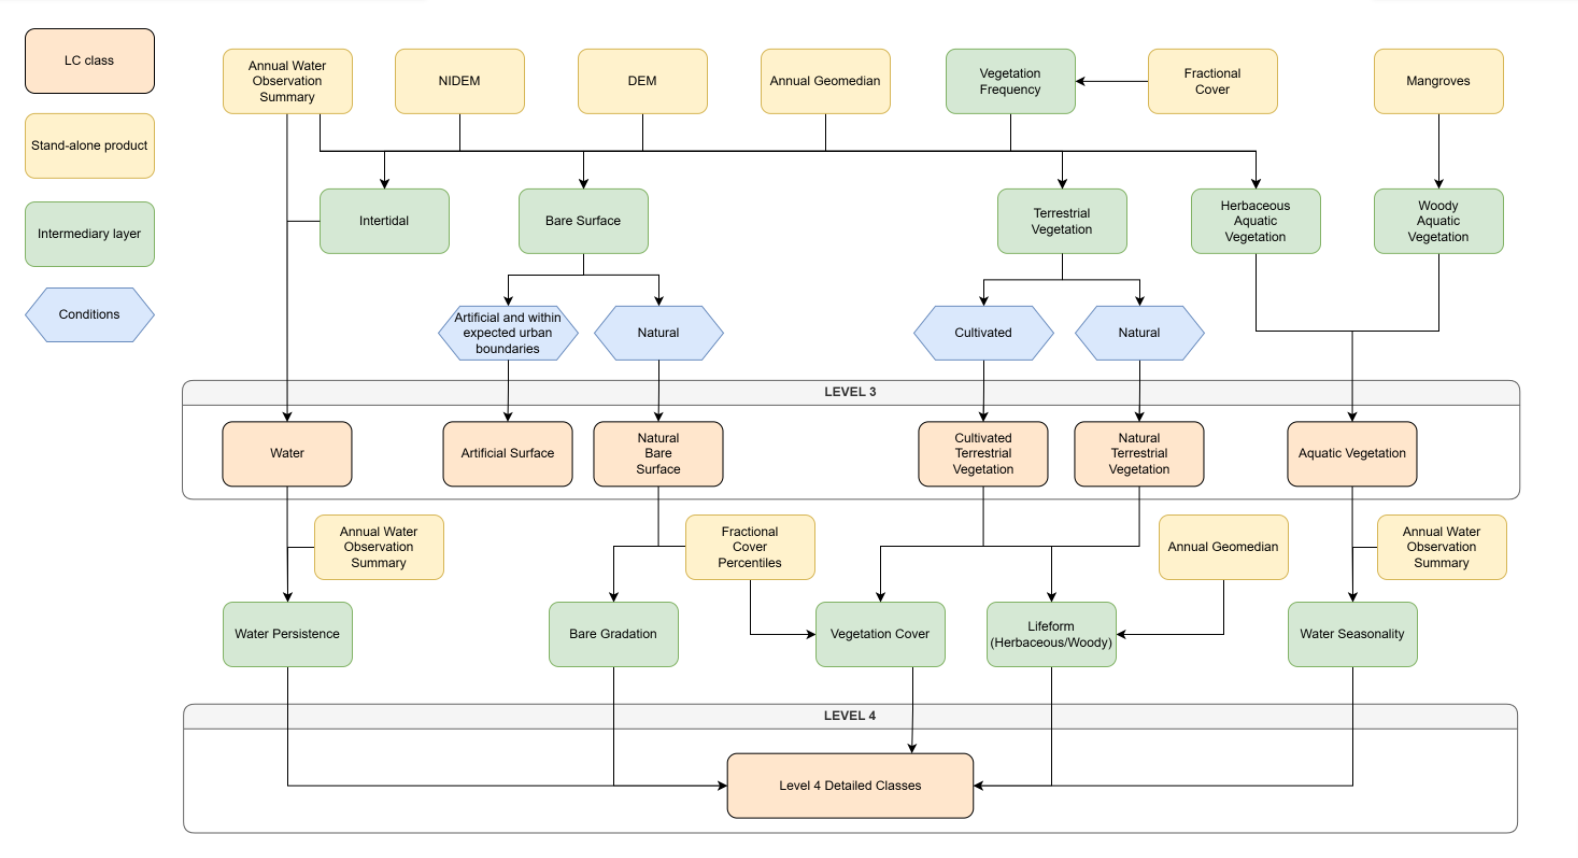 LC class
Stand-alone product
Intermediary layer
Conditions
Annual Water
Observation
Summary
NIDEM
DEM
Annual Geomedian
Vegetation
Frequency
Fractional
Cover
Mangroves
Intertidal
Bare Surface
Terrestrial
Vegetation
Herbaceous
Aquatic
Vegetation
Woody
Aquatic
Vegetation
Artificial and within
expected urban
boundaries
Natural
Cultivated
Natural
LEVEL 3
Water
Artificial Surface
Natural
Bare
Surface
Cultivated
Terrestrial
Vegetation
Natural
Terrestrial
Vegetation
Aquatic Vegetation
Annual Water
Observation
Summary
Fractional
Cover
Percentiles
Annual Geomedian
Annual Water
Observation
Summary
Water Persistence
Bare Gradation
Vegetation Cover
Lifeform
(Herbaceous/Woody)
Water Seasonality
LEVEL 4
Level 4 Detailed Classes